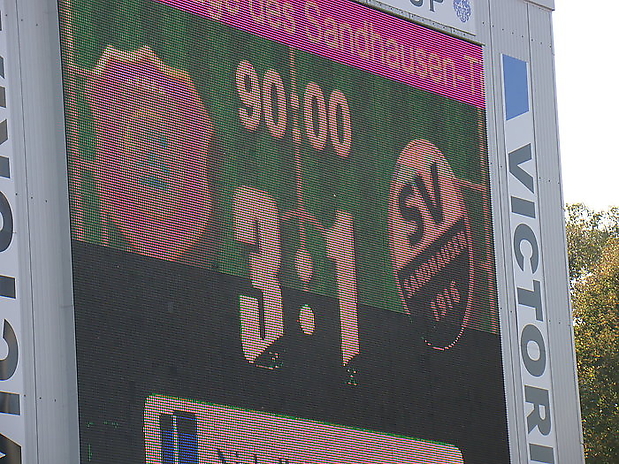 des Sandhausen-T
90:00
3:1
SV
SANDHAUSEN
1916
VICTOR